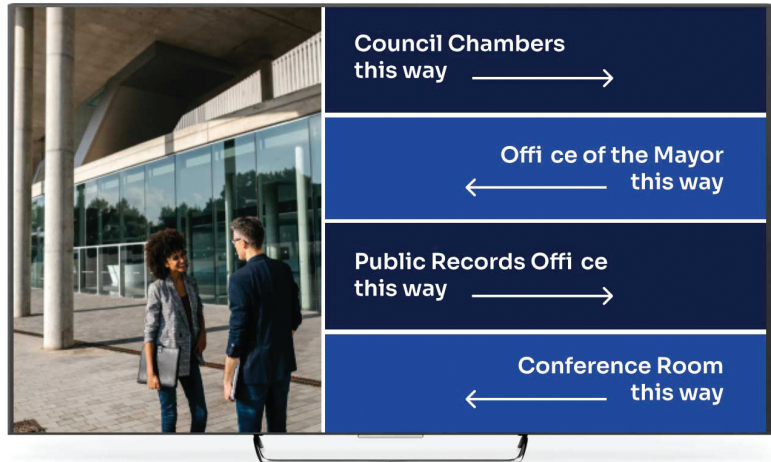 Council Chambers
this way
Offi ce of the Mayor
this way
Public Records Offi ce
this way
Conference Room
this way